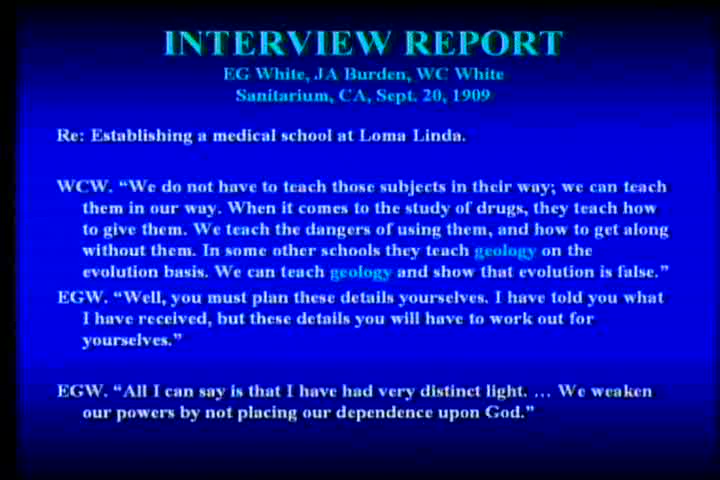 INTERVIEW REPORT
EG White, JA Burden, WC White
Sanitarium, CA, Sept. 20, 1909
Re: Establishing a medical school at Loma Linda.
WCW. “We do not have to teach those subjects in their way; we can teach
them in our way. When it comes to the study of drugs, they teach how
to give them. We teach the dangers of using them, and how to get along
without them. In some other schools they teach geology on the
evolution basis. We can teach geology and show that evolution is false.”
EGW. “Well, you must plan these details yourselves. I have told you what
I have received, but these details you will have to work out for
yourselves.”
EGW. “All I can say is that I have had very distinct light. … We weaken
our powers by not placing our dependence upon God.”